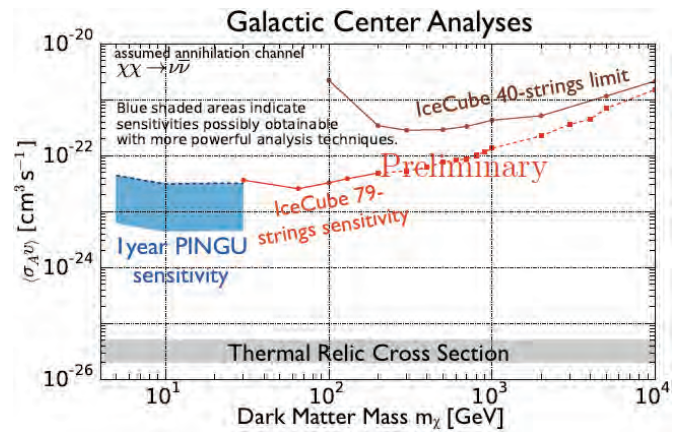 Galactic Center Analyses
10⁻²⁰
assumed annihilation channel
χχ→νν̅
IceCube 40-strings limit
Blue shaded areas indicate
sensitivities possibly obtainable
with more powerful analysis techniques.
10⁻²²
Preliminary
IceCube 79-
strings sensitivity
1year PINGU
sensitivity
10⁻²⁴
⟨σ_A v⟩ [cm³ s⁻¹]
Thermal Relic Cross Section
10⁻²⁶
10¹ 10² 10³ 10⁴
Dark Matter Mass mᵪ [GeV]